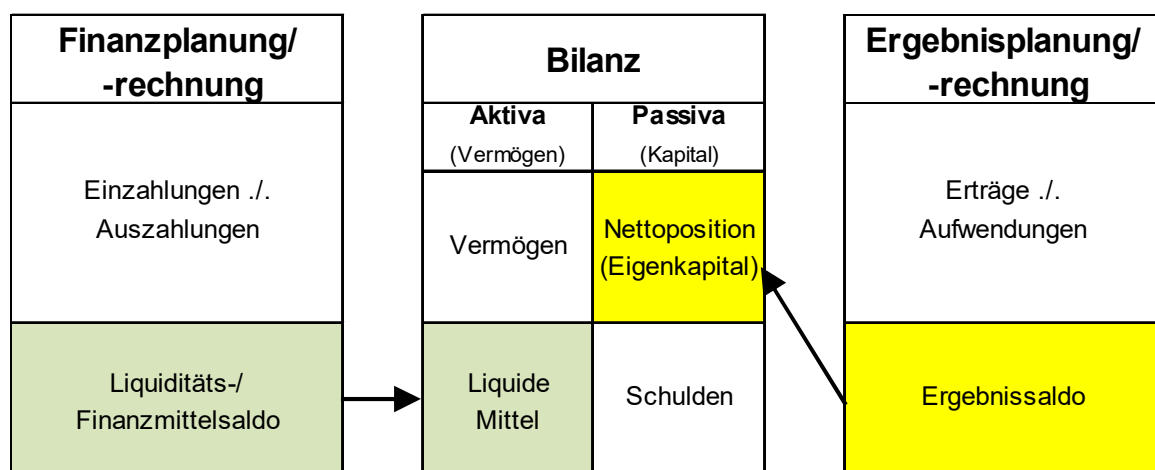 Finanzplanung/
-rechnung
Einzahlungen ./.
Auszahlungen
Liquiditäts-/
Finanzmittelsaldo
Bilanz
Aktiva
(Vermögen)
Passiva
(Kapital)
Vermögen
Nettoposition
(Eigenkapital)
Liquide
Mittel
Schulden
Ergebnisplanung/
-rechnung
Erträge ./.
Aufwendungen
Ergebnissaldo